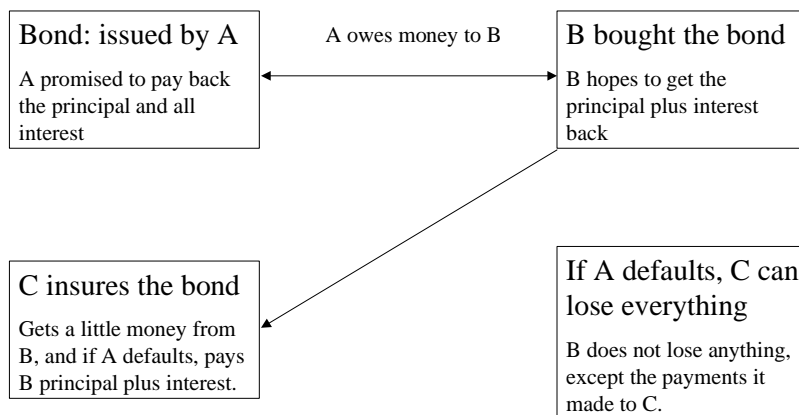 Bond: issued by A
A promised to pay back
the principal and all
interest
A owes money to B
B bought the bond
B hopes to get the
principal plus interest
back
C insures the bond
Gets a little money from
B, and if A defaults, pays
B principal plus interest.
If A defaults, C can
lose everything
B does not lose anything,
except the payments it
made to C.